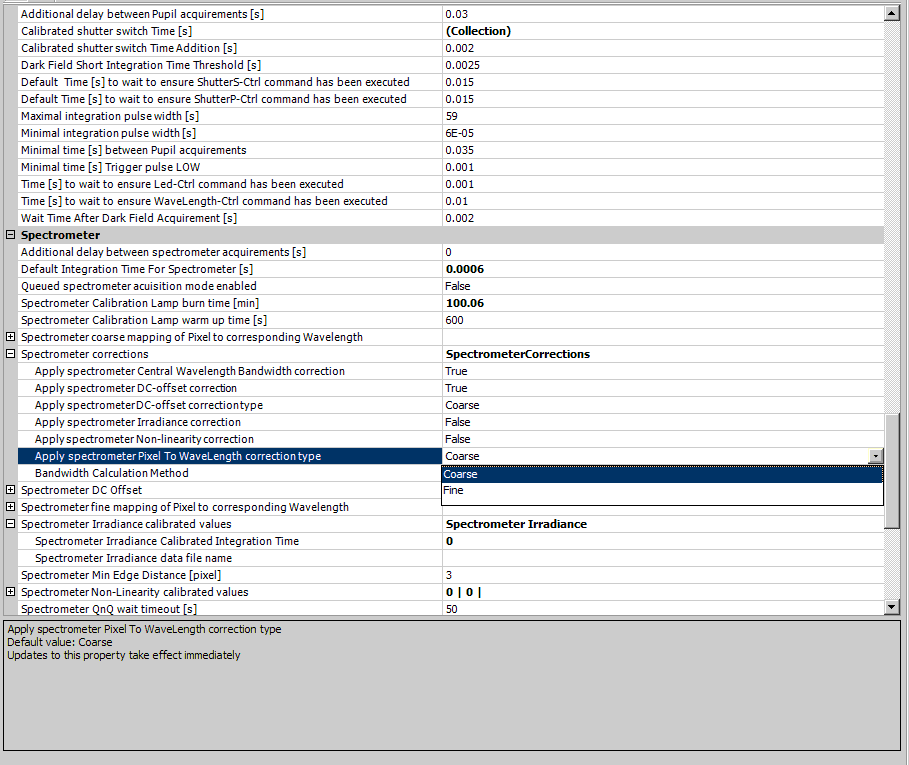 Additional delay between Pupil acquirements [s] 0.03
Calibrated shutter switch Time [s] (Collection)
Calibrated shutter switch Time Addition [s] 0.002
Dark Field Short Integration Time Threshold [s] 0.0025
Default Time [s] to wait to ensure ShutterS-Ctrl command has been executed 0.015
Default Time [s] to wait to ensure ShutterP-Ctrl command has been executed 0.015
Maximal integration pulse width [s] 59
Minimal integration pulse width [s] 6E-05
Minimal time [s] between Pupil acquirements 0.035
Minimal time [s] Trigger pulse LOW 0.001
Time [s] to wait to ensure Led-Ctrl command has been executed 0.001
Time [s] to wait to ensure WaveLength-Ctrl command has been executed 0.01
Wait Time After Dark Field Acquirement [s] 0.002
Spectrometer
Additional delay between spectrometer acquirements [s] 0
Default Integration Time For Spectrometer [s] 0.0006
Queued spectrometer acuisition mode enabled False
Spectrometer Calibration Lamp burn time [min] 100.06
Spectrometer Calibration Lamp warm up time [s] 600
Spectrometer coarse mapping of Pixel to corresponding Wavelength
Spectrometer corrections SpectrometerCorrections
Apply spectrometer Central Wavelength Bandwidth correction True
Apply spectrometer DC-offset correction True
Apply spectrometer DC-offset correction type Coarse
Apply spectrometer Irradiance correction False
Apply spectrometer Non-linearity correction False
Apply spectrometer Pixel To WaveLength correction type Coarse
Bandwidth Calculation Method Coarse
Spectrometer DC Offset Fine
Spectrometer fine mapping of Pixel to corresponding Wavelength
Spectrometer Irradiance calibrated values Spectrometer Irradiance
Spectrometer Irradiance Calibrated Integration Time 0
Spectrometer Irradiance data file name
Spectrometer Min Edge Distance [pixel] 3
Spectrometer Non-Linearity calibrated values 0 | 0 |
Spectrometer QnQ wait timeout [s] 50
Apply spectrometer Pixel To WaveLength correction type
Default value: Coarse
Updates to this property take effect immediately